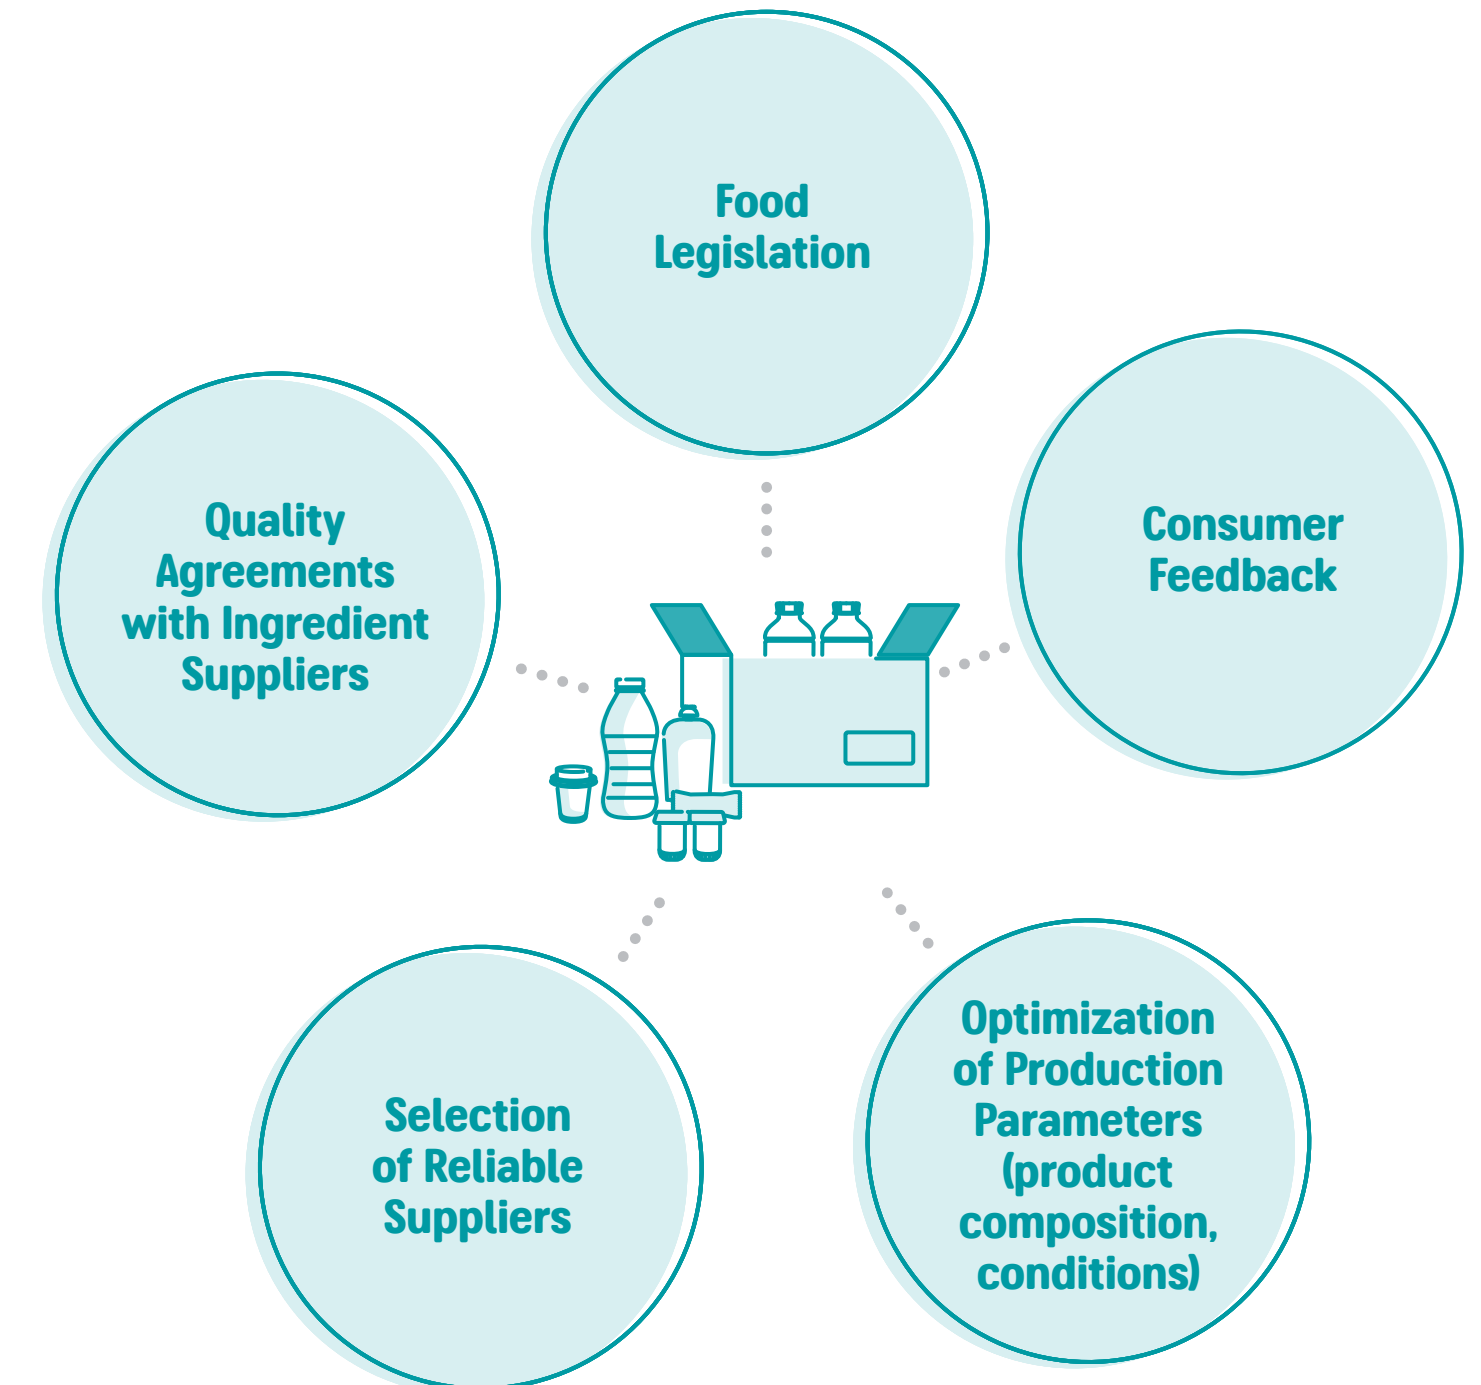 Food
Legislation
Consumer
Feedback
Quality
Agreements
with Ingredient
Suppliers
Optimization
of Production
Parameters
(product
composition,
conditions)
Selection
of Reliable
Suppliers